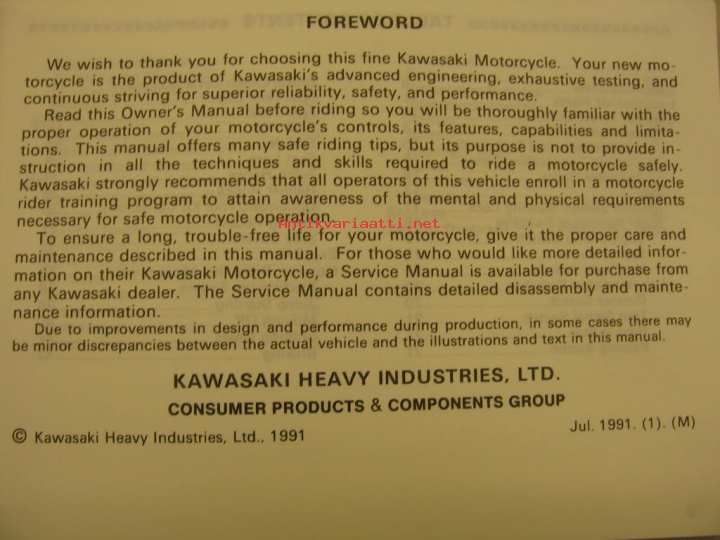 FOREWORD
We wish to thank you for choosing this fine Kawasaki Motorcycle. Your new mo-
torcycle is the product of Kawasaki's advanced engineering, exhaustive testing, and
continuous striving for superior reliability, safety, and performance.
Read this Owner's Manual before riding so you will be thoroughly familiar with the
proper operation of your motorcycle's controls, its features, capabilities and limita-
tions. This manual offers many safe riding tips, but its purpose is not to provide in-
struction in all the techniques and skills required to ride a motorcycle safely.
Kawasaki strongly recommends that all operators of this vehicle enroll in a motorcycle
rider training program to attain awareness of the mental and physical requirements
necessary for safe motorcycle operation.
Antikvariaatti.net
To ensure a long, trouble-free life for your motorcycle, give it the proper care and
maintenance described in this manual. For those who would like more detailed infor-
mation on their Kawasaki Motorcycle, a Service Manual is available for purchase from
any Kawasaki dealer. The Service Manual contains detailed disassembly and mainte-
nance information.
Due to improvements in design and performance during production, in some cases there may
be minor discrepancies between the actual vehicle and the illustrations and text in this manual.
KAWASAKI HEAVY INDUSTRIES, LTD.
CONSUMER PRODUCTS & COMPONENTS GROUP
© Kawasaki Heavy Industries, Ltd., 1991
Jul. 1991. (1). (M)